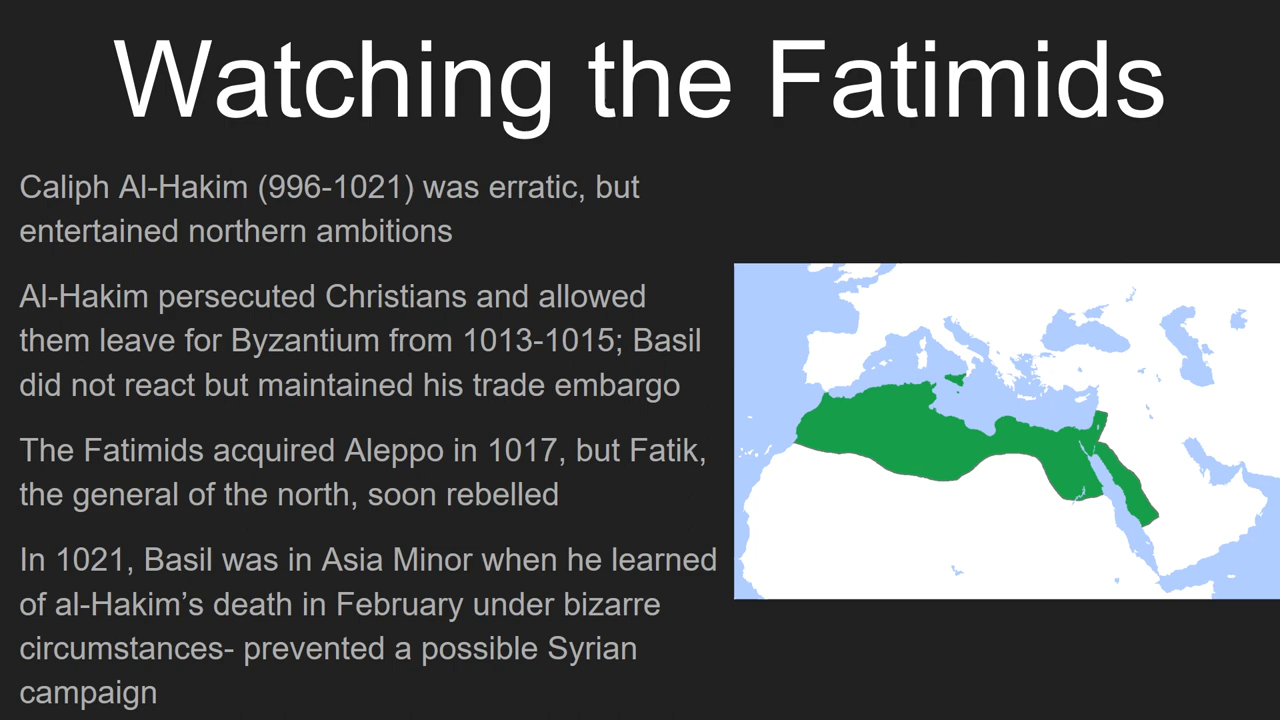 Watching the Fatimids
Caliph Al-Hakim (996-1021) was erratic, but
entertained northern ambitions
Al-Hakim persecuted Christians and allowed
them leave for Byzantium from 1013-1015; Basil
did not react but maintained his trade embargo
The Fatimids acquired Aleppo in 1017, but Fatik,
the general of the north, soon rebelled
In 1021, Basil was in Asia Minor when he learned
of al-Hakim’s death in February under bizarre
circumstances- prevented a possible Syrian
campaign